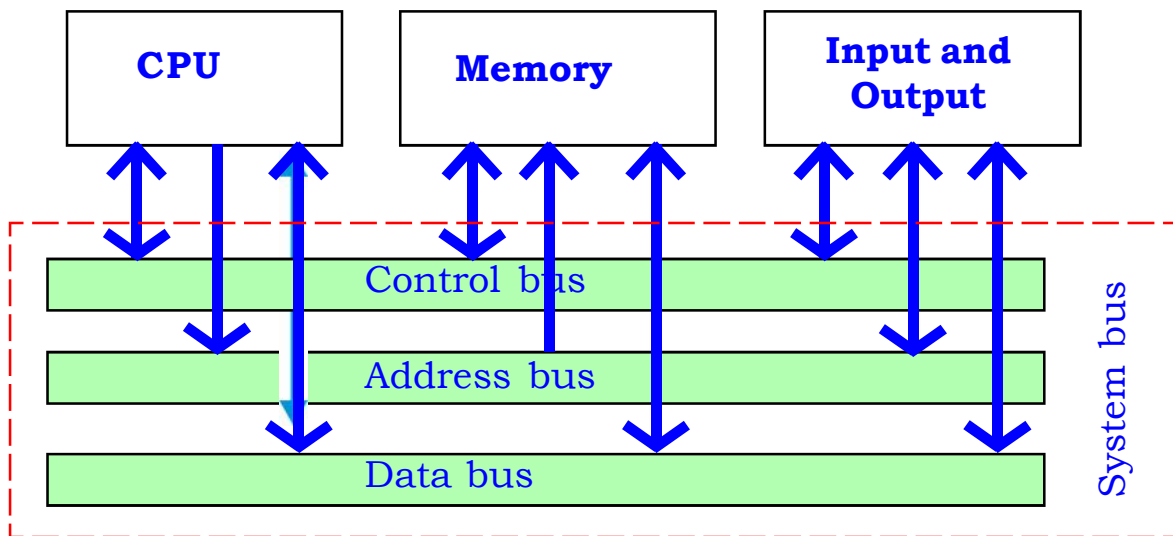 CPU
Memory
Input and
Output
Control bus
Address bus
Data bus
System bus